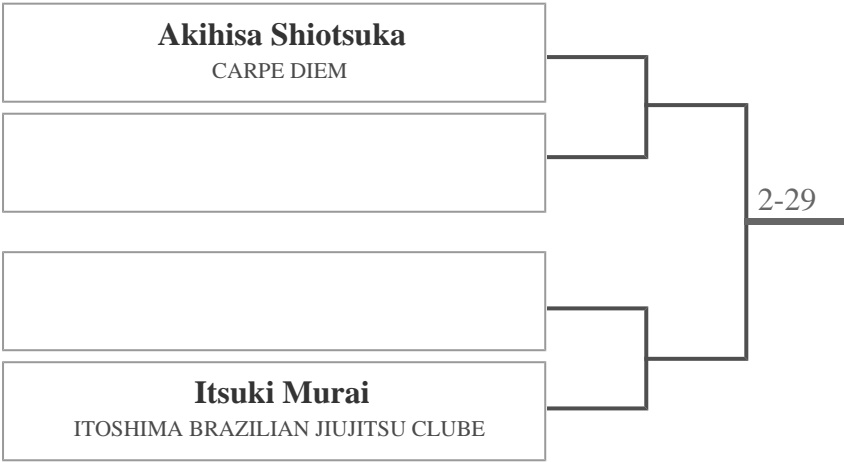 Akihisa Shiotsuka
CARPE DIEM
2-29
Itsuki Murai
ITOSHIMA BRAZILIAN JIUJITSU CLUBE